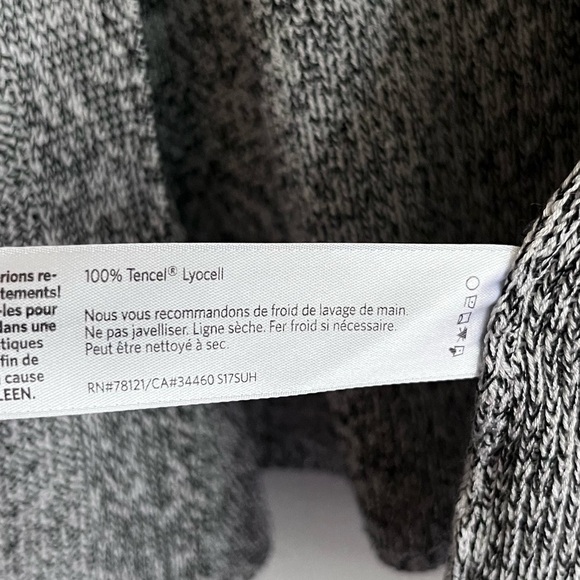 rions re-
tements!
-les pour
dans une
tiques
fin de
cause
LEEN.
100% Tencel® Lyocell
Nous vous recommandons de froid de lavage de main.
Ne pas javelliser. Ligne sèche. Fer froid si nécessaire.
Peut être nettoyé à sec.
RN#78121/CA#34460 S17SUH